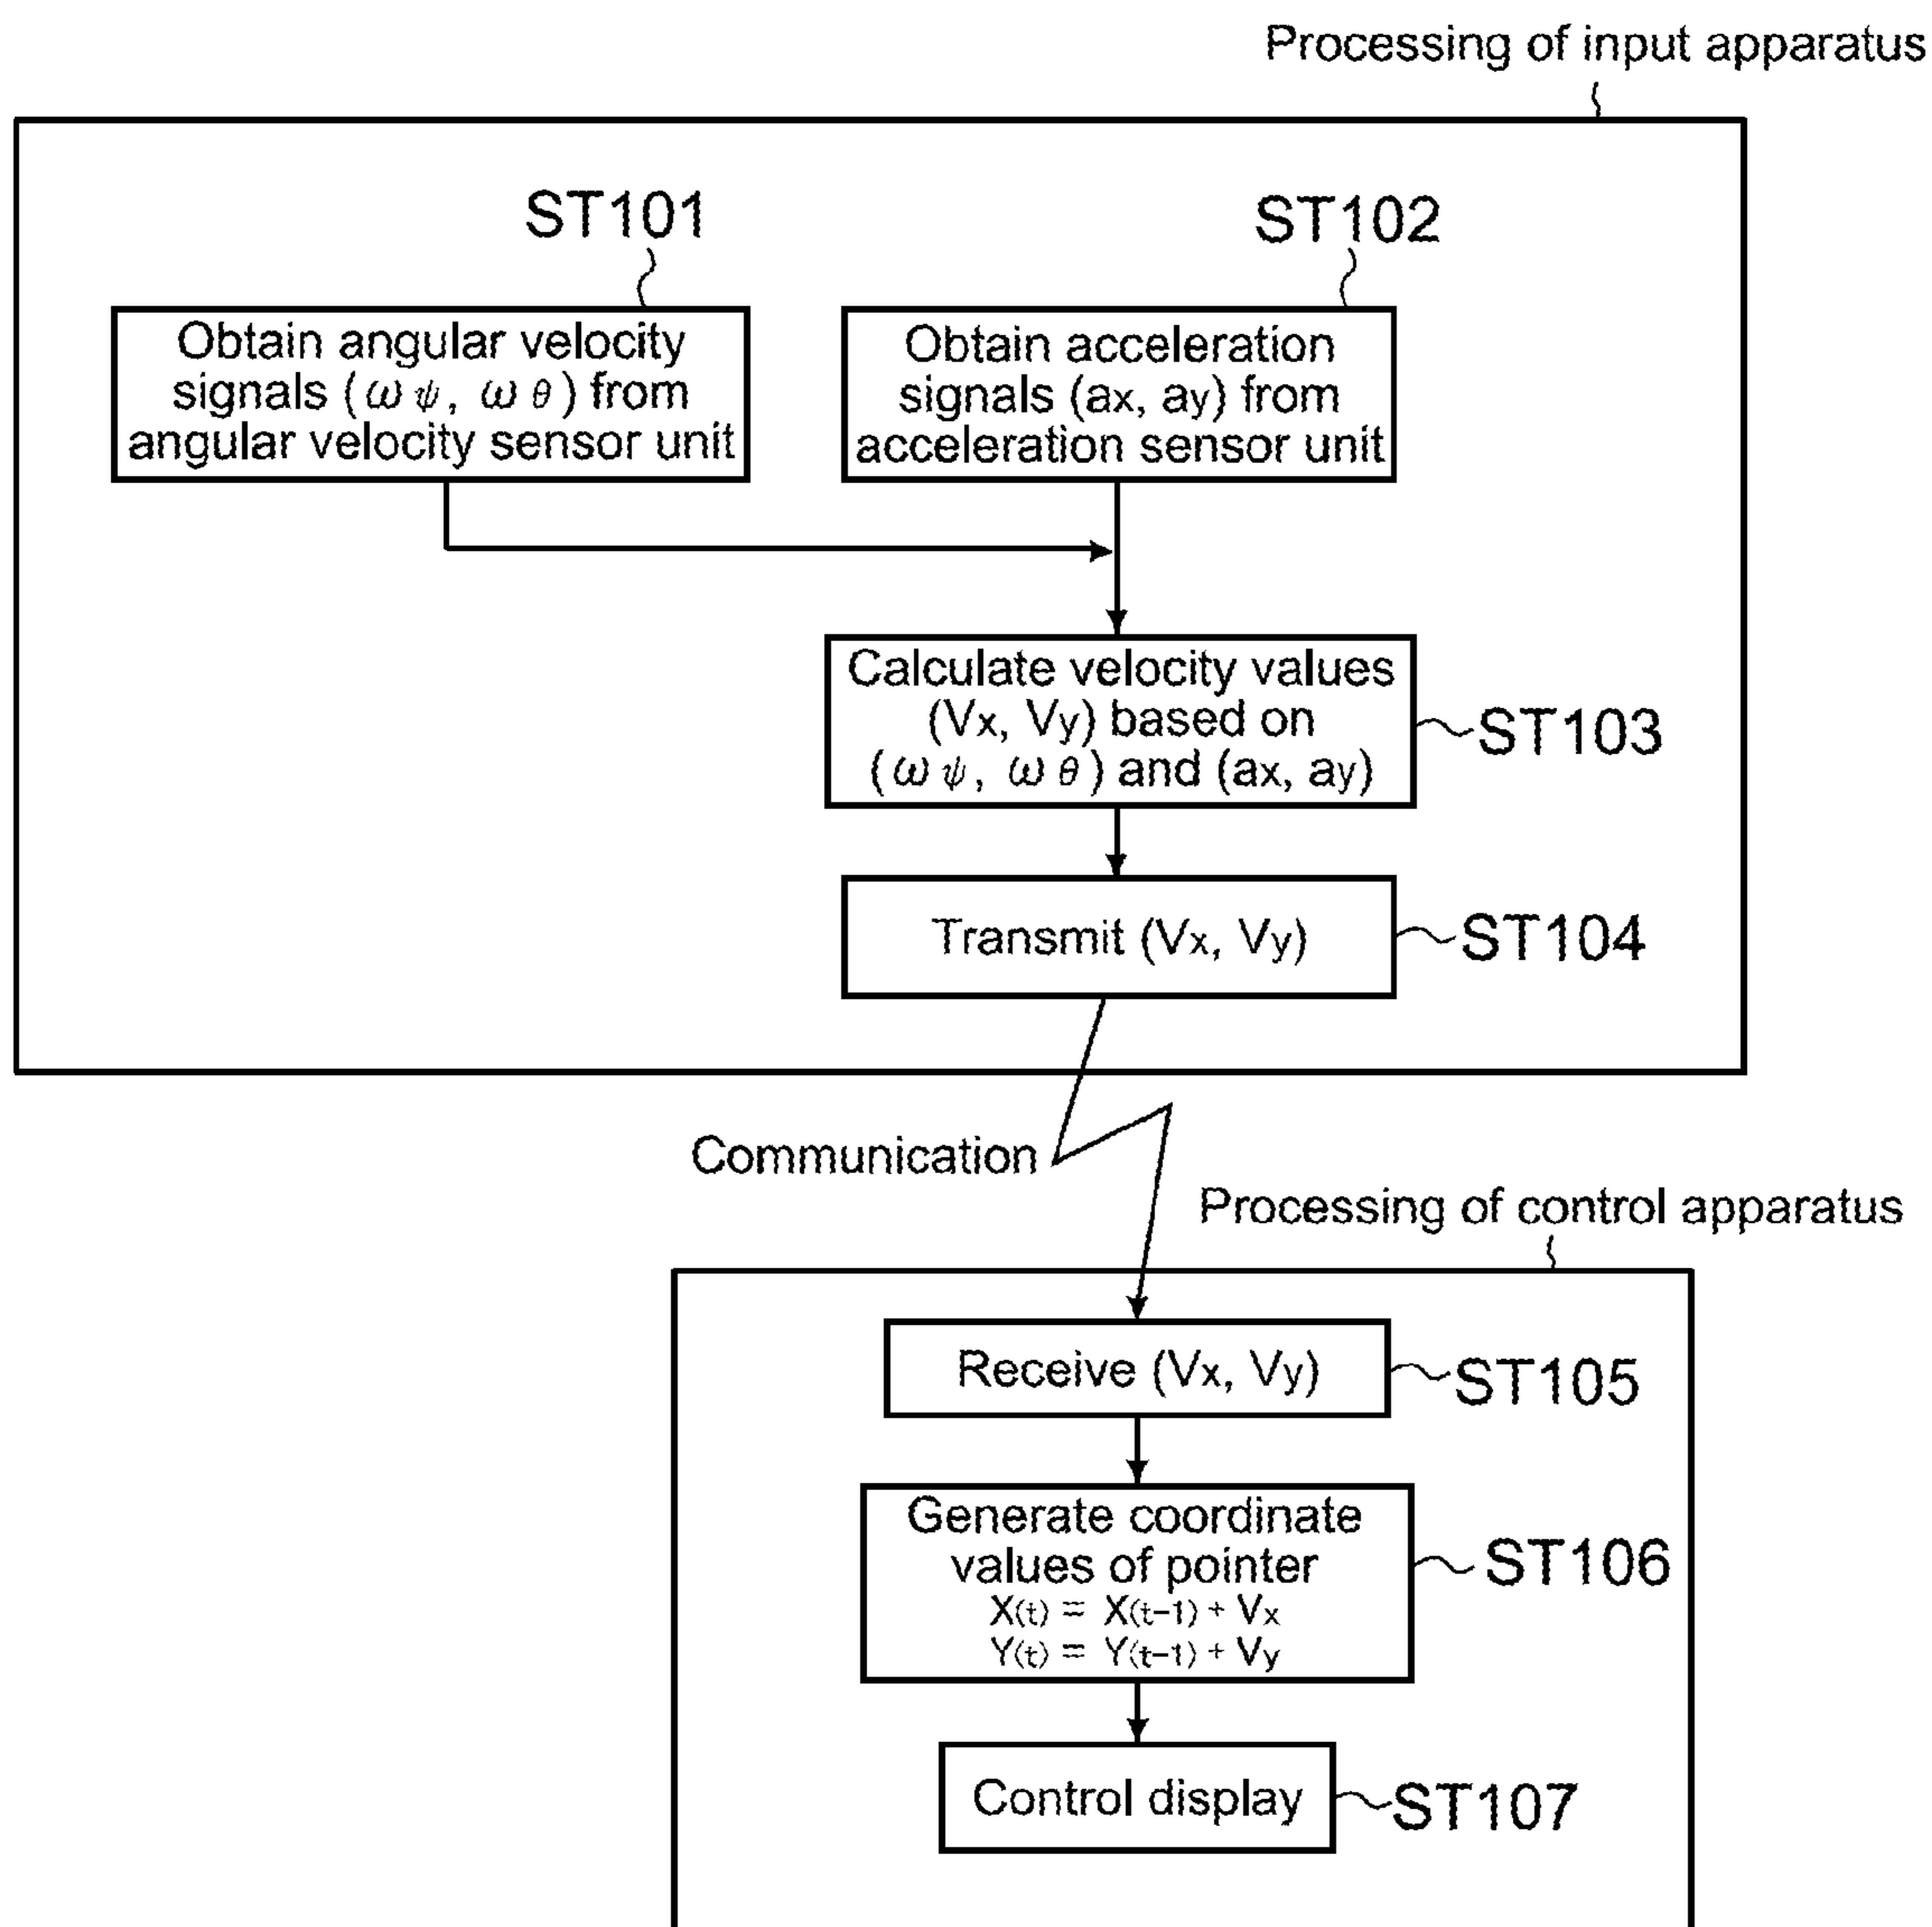 Processing of input apparatus
ST101
ST102
Obtain angular velocity
signals (ωψ, ωθ) from
angular velocity sensor unit
Obtain acceleration
signals (ax, ay) from
acceleration sensor unit
Calculate velocity values
(Vx, Vy) based on
(ωψ, ωθ) and (ax, ay)
ST103
Transmit (Vx, Vy)
ST104
Communication
Processing of control apparatus
Receive (Vx, Vy)
ST105
Generate coordinate
values of pointer
X(t) = X(t-1) + Vx
Y(t) = Y(t-1) + Vy
ST106
Control display
ST107